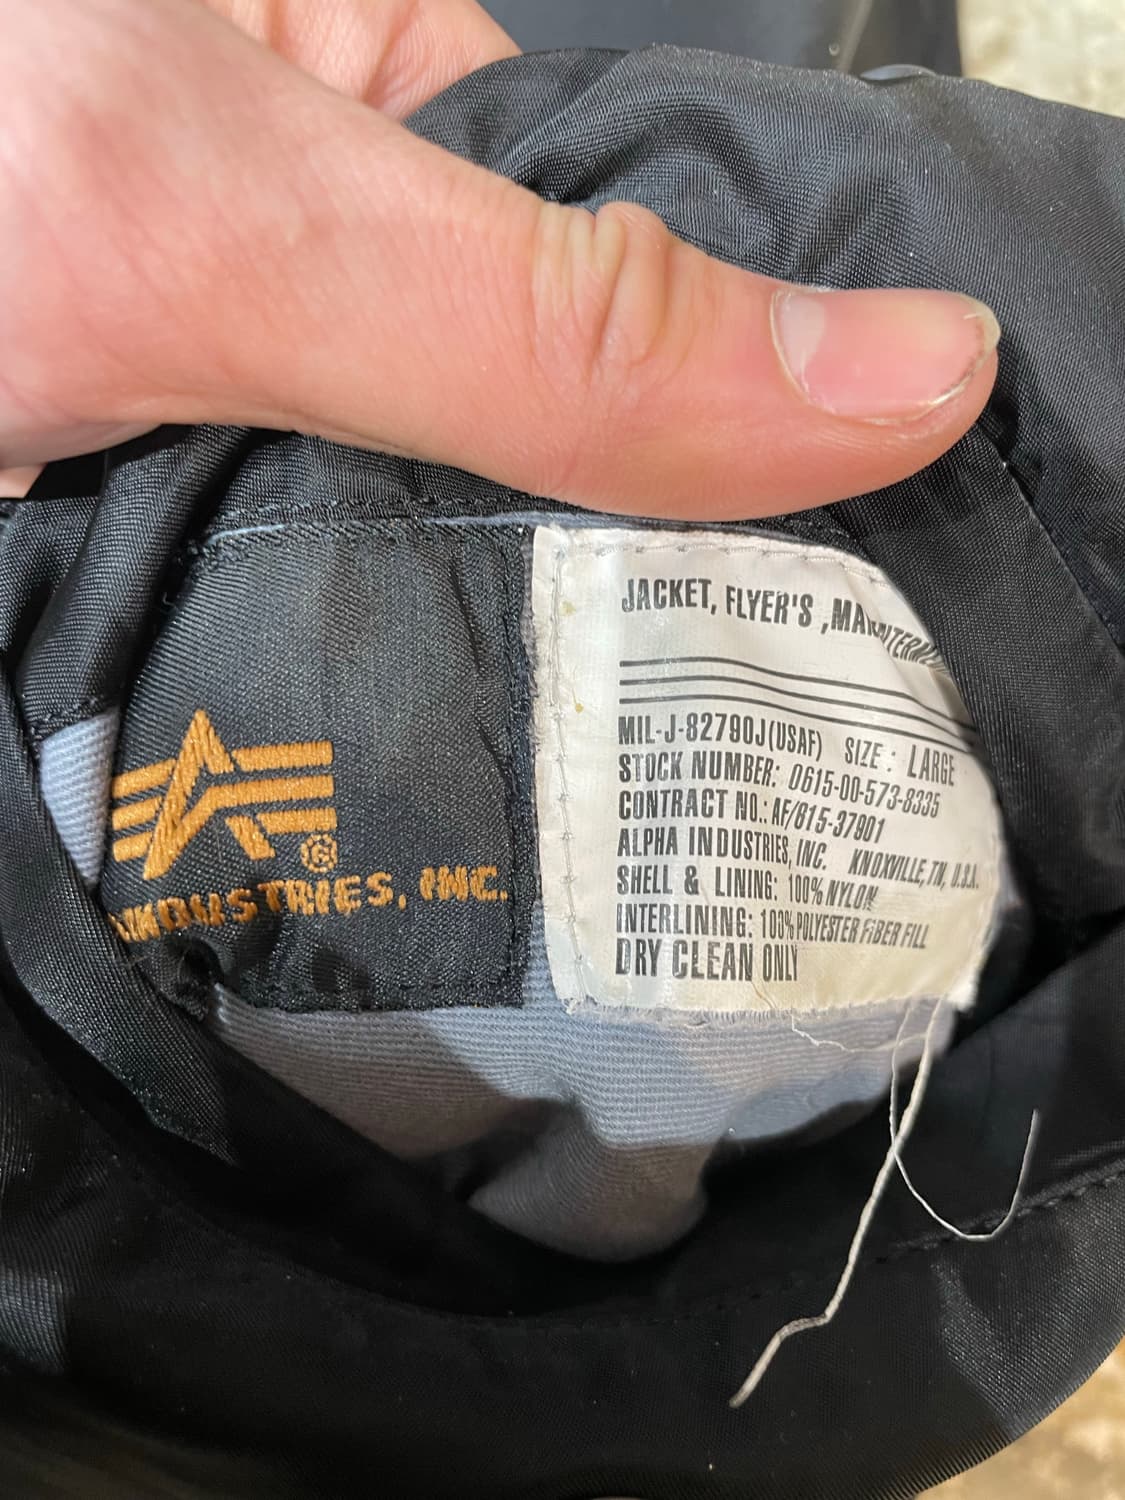 INDUSTRIES, INC.
JACKET, FLYER'S ,MAN
MIL-J-82790J(USAF) SIZE : LARGE
STOCK NUMBER: 0615-00-573-8335
CONTRACT NO.: AF/815-37901
ALPHA INDUSTRIES, INC. KNOXVILLE, TN, U.S.A.
SHELL & LINING: 100% NYLON
INTERLINING: 100% POLYESTER FIBER FILL
DRY CLEAN ONLY